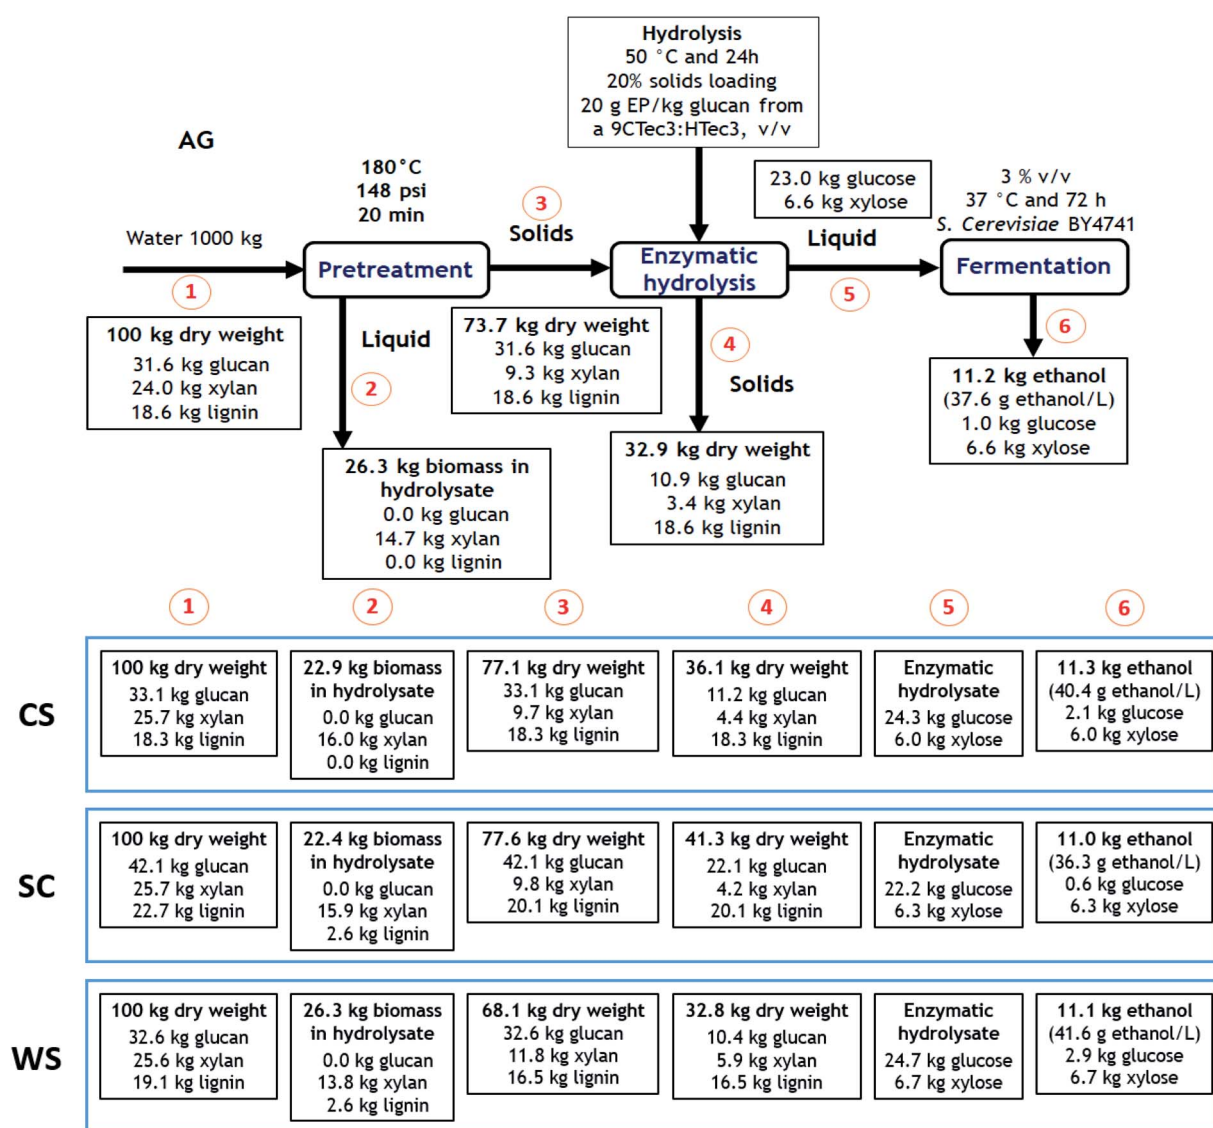 Hydrolysis
50 °C and 24h
20% solids loading
20 g EP/kg glucan from
a 9CTec3:HTec3, v/v
AG
180°C
148 psi
20 min
3
Solids
23.0 kg glucose
6.6 kg xylose
3 % v/v
37 °C and 72 h
S. Cerevisiae BY4741
Water 1000 kg
Pretreatment
Enzymatic
hydrolysis
Liquid
Fermentation
1
5
6
100 kg dry weight
31.6 kg glucan
24.0 kg xylan
18.6 kg lignin
Liquid
2
73.7 kg dry weight
31.6 kg glucan
9.3 kg xylan
18.6 kg lignin
4
Solids
11.2 kg ethanol
(37.6 g ethanol/L)
1.0 kg glucose
6.6 kg xylose
26.3 kg biomass in
hydrolysate
0.0 kg glucan
14.7 kg xylan
0.0 kg lignin
32.9 kg dry weight
10.9 kg glucan
3.4 kg xylan
18.6 kg lignin
1 2 3 4 5 6
CS
100 kg dry weight
33.1 kg glucan
25.7 kg xylan
18.3 kg lignin
22.9 kg biomass
in hydrolysate
0.0 kg glucan
16.0 kg xylan
0.0 kg lignin
77.1 kg dry weight
33.1 kg glucan
9.7 kg xylan
18.3 kg lignin
36.1 kg dry weight
11.2 kg glucan
4.4 kg xylan
18.3 kg lignin
Enzymatic
hydrolysate
24.3 kg glucose
6.0 kg xylose
11.3 kg ethanol
(40.4 g ethanol/L)
2.1 kg glucose
6.0 kg xylose
SC
100 kg dry weight
42.1 kg glucan
25.7 kg xylan
22.7 kg lignin
22.4 kg biomass
in hydrolysate
0.0 kg glucan
15.9 kg xylan
2.6 kg lignin
77.6 kg dry weight
42.1 kg glucan
9.8 kg xylan
20.1 kg lignin
41.3 kg dry weight
22.1 kg glucan
4.2 kg xylan
20.1 kg lignin
Enzymatic
hydrolysate
22.2 kg glucose
6.3 kg xylose
11.0 kg ethanol
(36.3 g ethanol/L)
0.6 kg glucose
6.3 kg xylose
WS
100 kg dry weight
32.6 kg glucan
25.6 kg xylan
19.1 kg lignin
26.3 kg biomass
in hydrolysate
0.0 kg glucan
13.8 kg xylan
2.6 kg lignin
68.1 kg dry weight
32.6 kg glucan
11.8 kg xylan
16.5 kg lignin
32.8 kg dry weight
10.4 kg glucan
5.9 kg xylan
16.5 kg lignin
Enzymatic
hydrolysate
24.7 kg glucose
6.7 kg xylose
11.1 kg ethanol
(41.6 g ethanol/L)
2.9 kg glucose
6.7 kg xylose